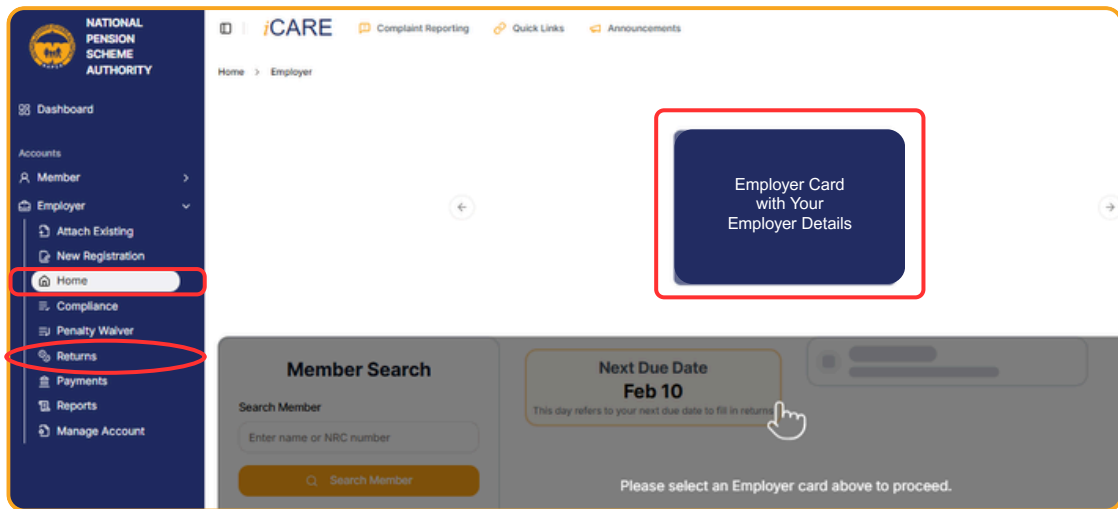 NATIONAL
PENSION
SCHEME
AUTHORITY
iCARE
Complaint Reporting
Quick Links
Announcements
Home > Employer
Dashboard
Accounts
Member
Employer
Attach Existing
New Registration
Home
Compliance
Penalty Waiver
Returns
Payments
Reports
Manage Account
Employer Card
with Your
Employer Details
Member Search
Search Member
Enter name or NRC number
Search Member
Next Due Date
Feb 10
This day refers to your next due date to fill in returns
Please select an Employer card above to proceed.